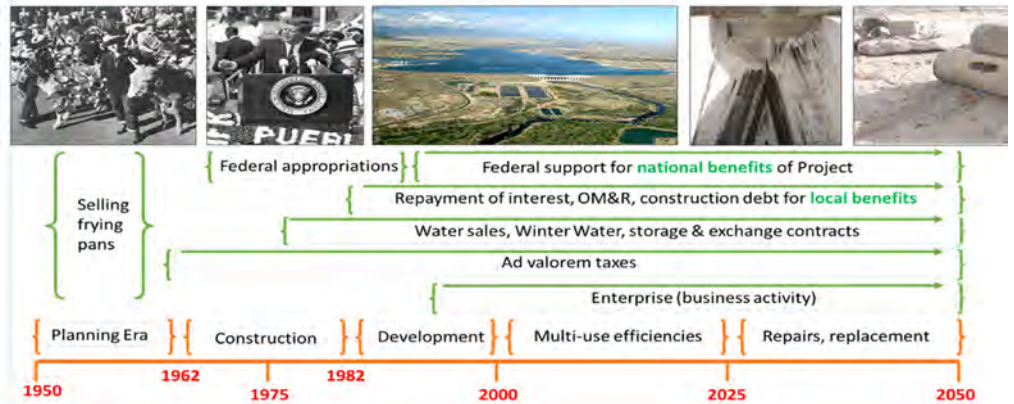 PUEBL
Federal appropriations
Federal support for national benefits of Project
Selling
frying
pans
Repayment of interest, OM&R, construction debt for local benefits
Water sales, Winter Water, storage & exchange contracts
Ad valorem taxes
Enterprise (business activity)
Planning Era
Construction
Development
Multi-use efficiencies
Repairs, replacement
1950
1962
1975
1982
2000
2025
2050